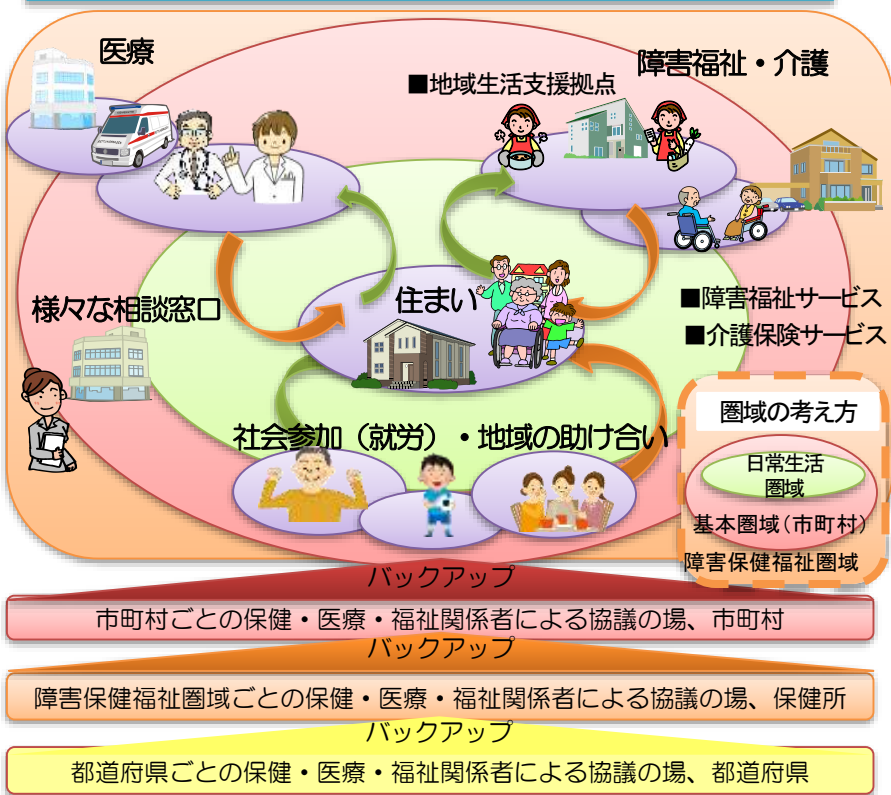 医療
障害福祉・介護
■地域生活支援拠点
様々な相談窓口
住まい
■障害福祉サービス
■介護保険サービス
社会参加（就労）・地域の助け合い
圏域の考え方
日常生活
圏域
基本圏域（市町村）
障害保健福祉圏域
バックアップ
市町村ごとの保健・医療・福祉関係者による協議の場、市町村
バックアップ
障害保健福祉圏域ごとの保健・医療・福祉関係者による協議の場、保健所
バックアップ
都道府県ごとの保健・医療・福祉関係者による協議の場、都道府県